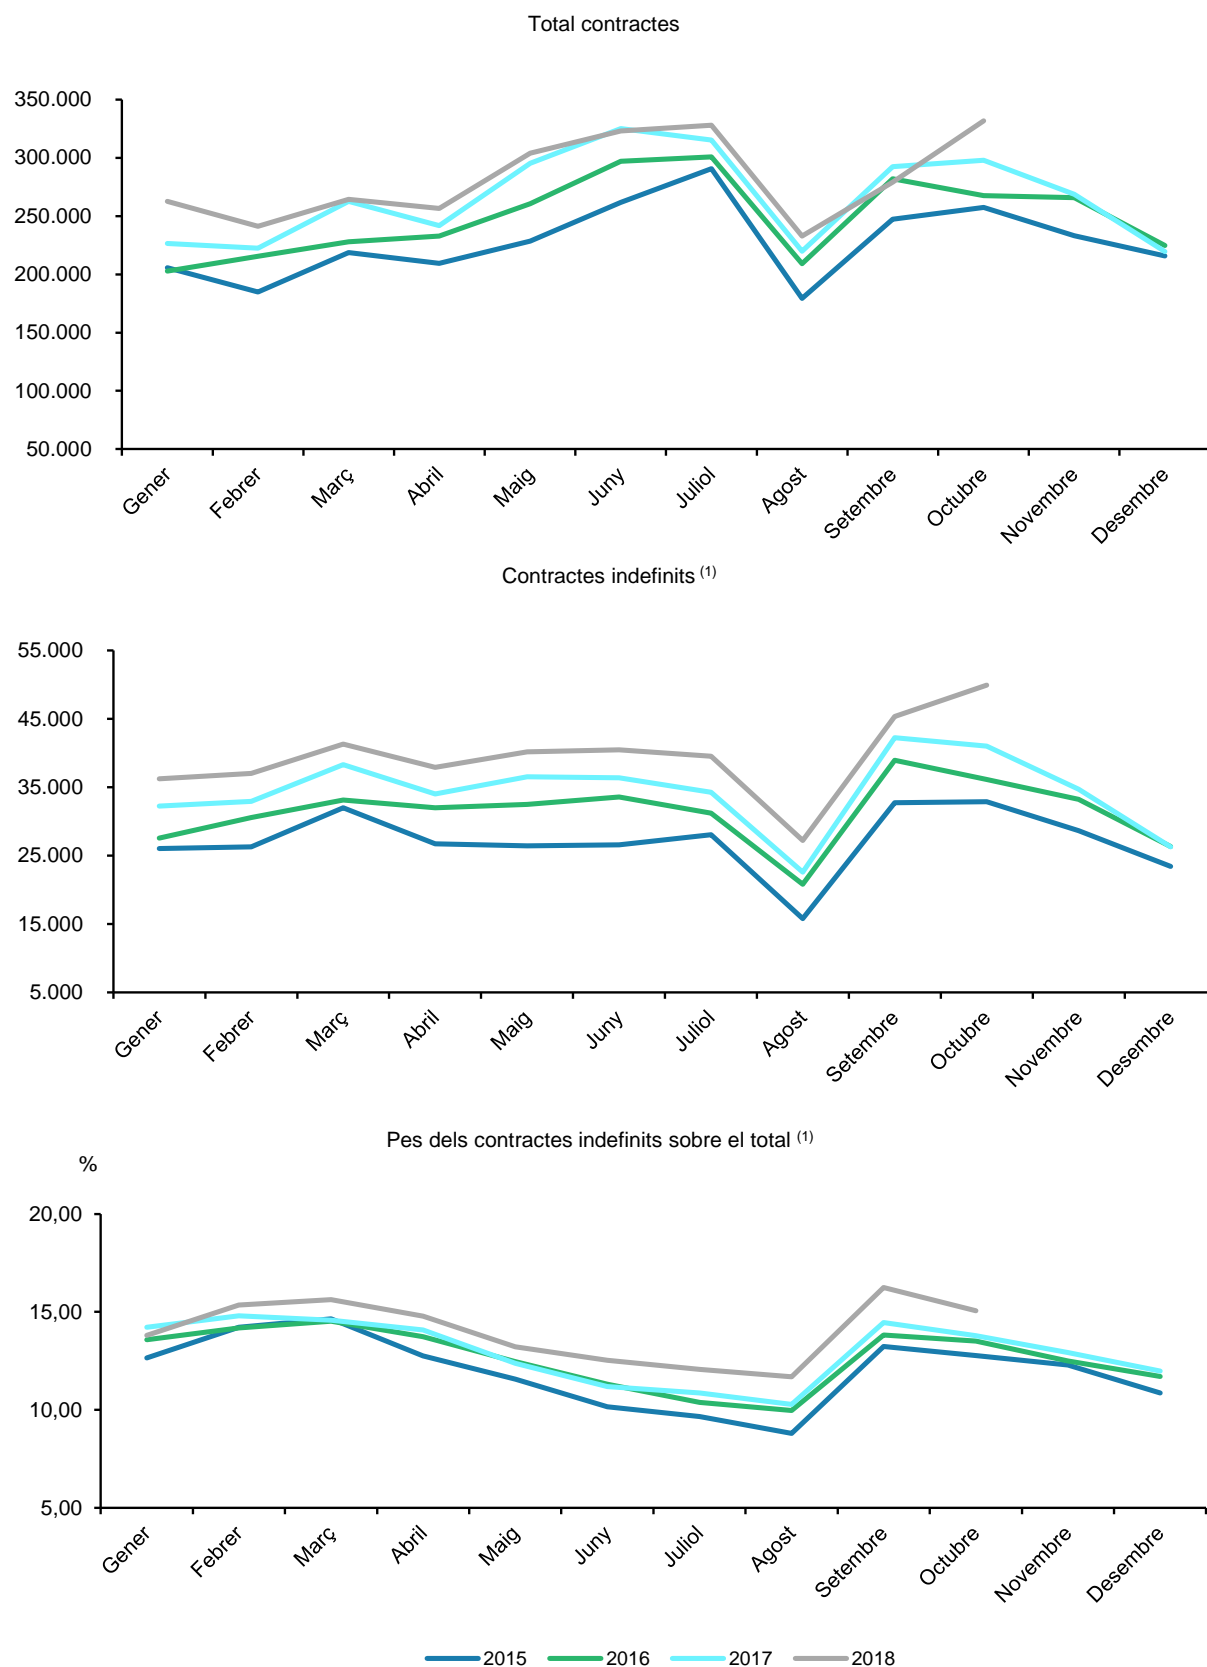 Total contractes
350.000
300.000
250.000
200.000
150.000
100.000
50.000
Gener
Febrer
Març
Abril
Maig
Juny
Juliol
Agost
Setembre
Octubre
Novembre
Desembre
Contractes indefinits (1)
55.000
45.000
35.000
25.000
15.000
5.000
Gener
Febrer
Març
Abril
Maig
Juny
Juliol
Agost
Setembre
Octubre
Novembre
Desembre
Pes dels contractes indefinits sobre el total (1)
%
20,00
15,00
10,00
5,00
Gener
Febrer
Març
Abril
Maig
Juny
Juliol
Agost
Setembre
Octubre
Novembre
Desembre
2015 2016 2017 2018